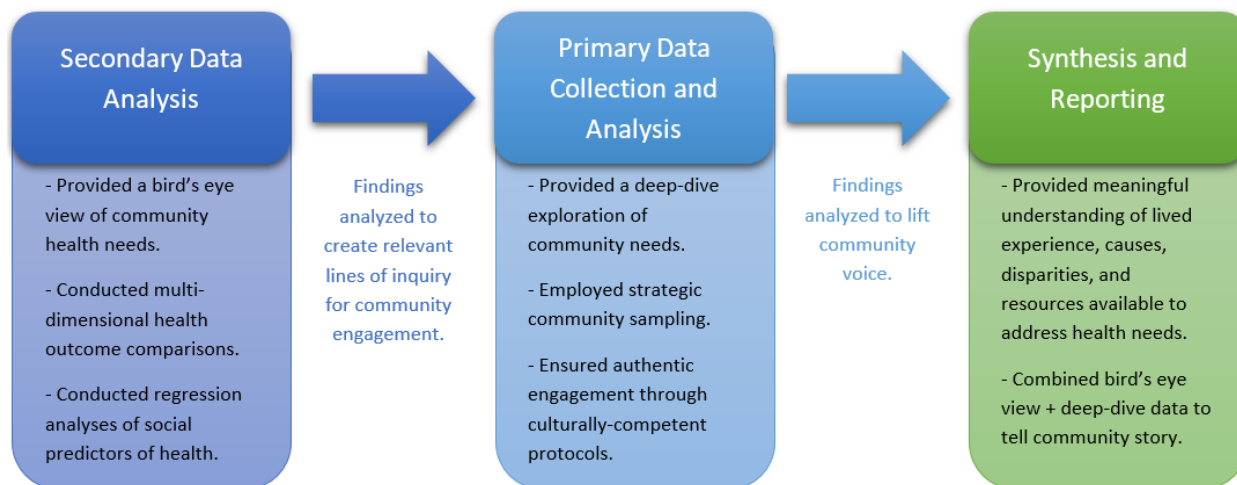 Secondary Data
Analysis
- Provided a bird's eye
view of community
health needs.
- Conducted multi-
dimensional health
outcome comparisons.
- Conducted regression
analyses of social
predictors of health.
Findings
analyzed to
create relevant
lines of inquiry
for community
engagement.
Primary Data
Collection and
Analysis
- Provided a deep-dive
exploration of
community needs.
- Employed strategic
community sampling.
- Ensured authentic
engagement through
culturally-competent
protocols.
Findings
analyzed to lift
community
voice.
Synthesis and
Reporting
- Provided meaningful
understanding of lived
experience, causes,
disparities, and
resources available to
address health needs.
- Combined bird's eye
view + deep-dive data to
tell community story.